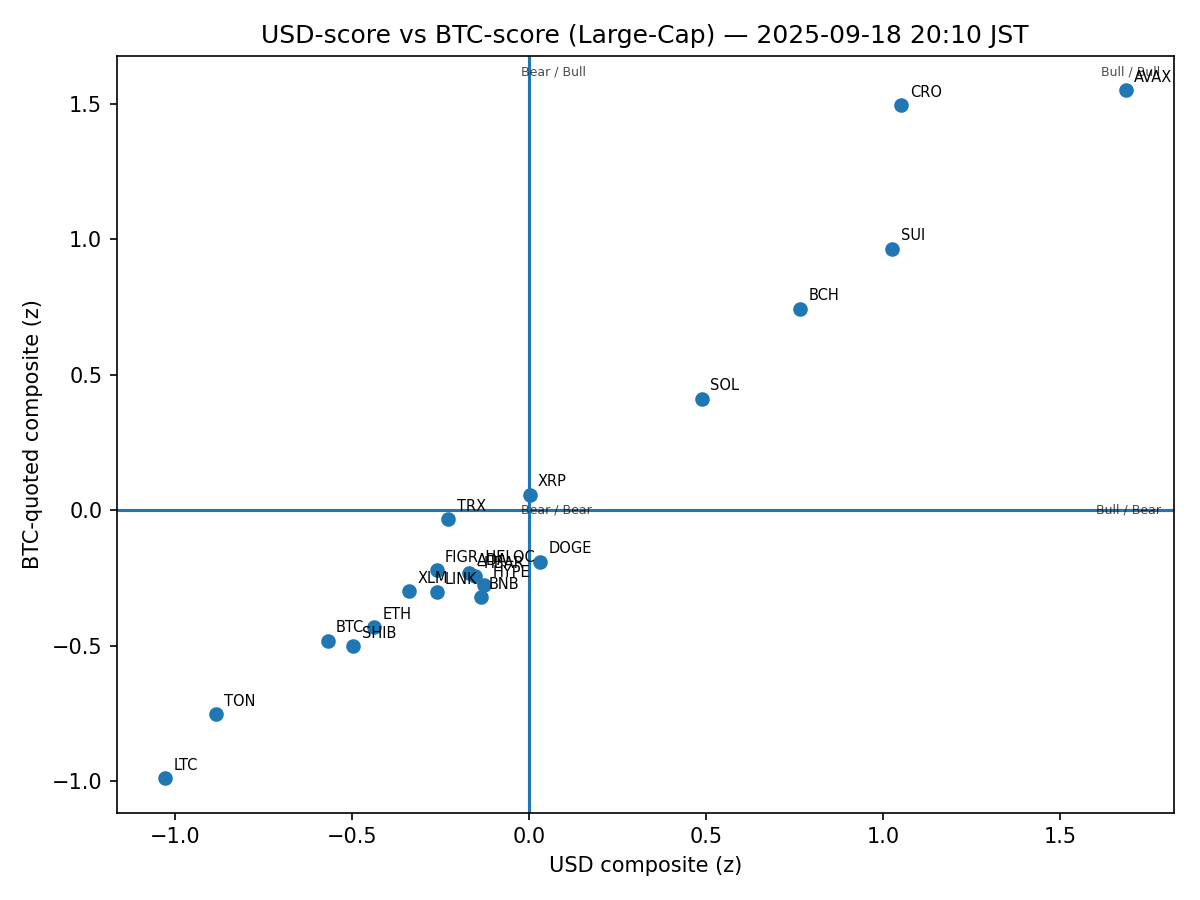 USD-score vs BTC-score (Large-Cap) — 2025-09-18 20:10 JST
Bear / Bull
Bull / Bull
AVAX
CRO
SUI
BCH
SOL
XRP
TRX
Bear / Bear
Bull / Bear
DOGE
FIGR_HELOC
HYPE
XLM
LINK
BNB
ETH
BTC
SHIB
TON
LTC
1.5
1.0
0.5
0.0
−0.5
−1.0
BTC-quoted composite (z)
−1.0
−0.5
0.0
0.5
1.0
1.5
USD composite (z)